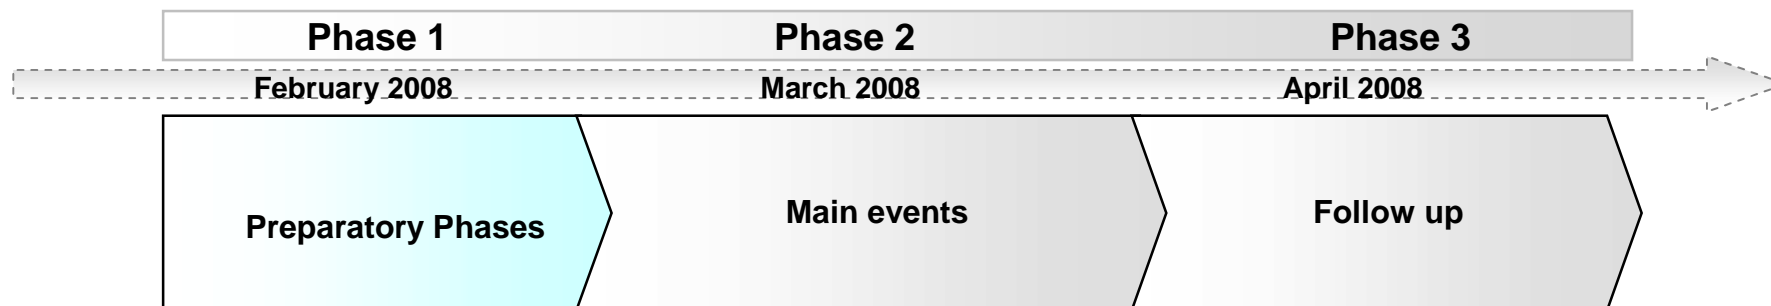 Phase 1 Phase 2 Phase 3
February 2008 March 2008 April 2008
Preparatory Phases Main events Follow up